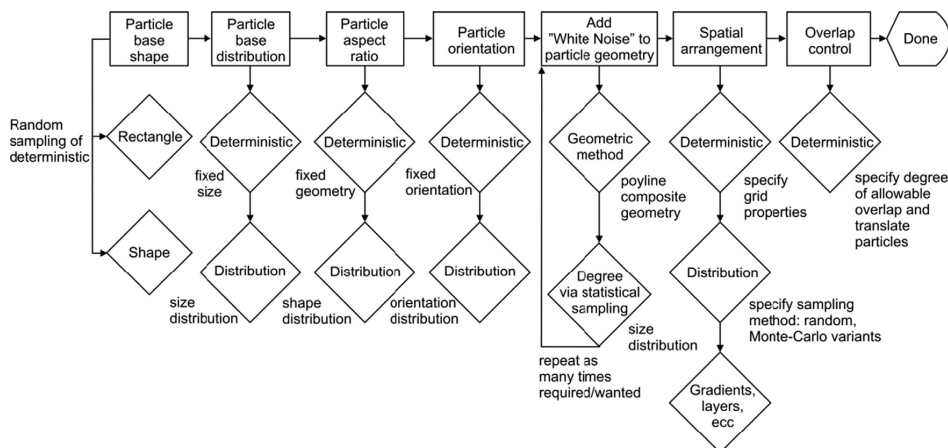 Particle
base
shape
Particle
base
distribution
Particle
aspect
ratio
Particle
orientation
Add
"White Noise" to
particle geometry
Spatial
arrangement
Overlap
control
Done
Random
sampling of
deterministic
Rectangle
Shape
Deterministic
fixed
size
Distribution
size
distribution
Deterministic
fixed
geometry
Distribution
shape
distribution
Deterministic
fixed
orientation
Distribution
orientation
distribution
Geometric
method
poyline
composite
geometry
Degree
via statistical
sampling
size
distribution
repeat as
many times
required/wanted
Deterministic
specify
grid
properties
Distribution
specify sampling
method: random,
Monte-Carlo variants
Gradients,
layers,
ecc
Deterministic
specify degree
of allowable
overlap and
translate
particles